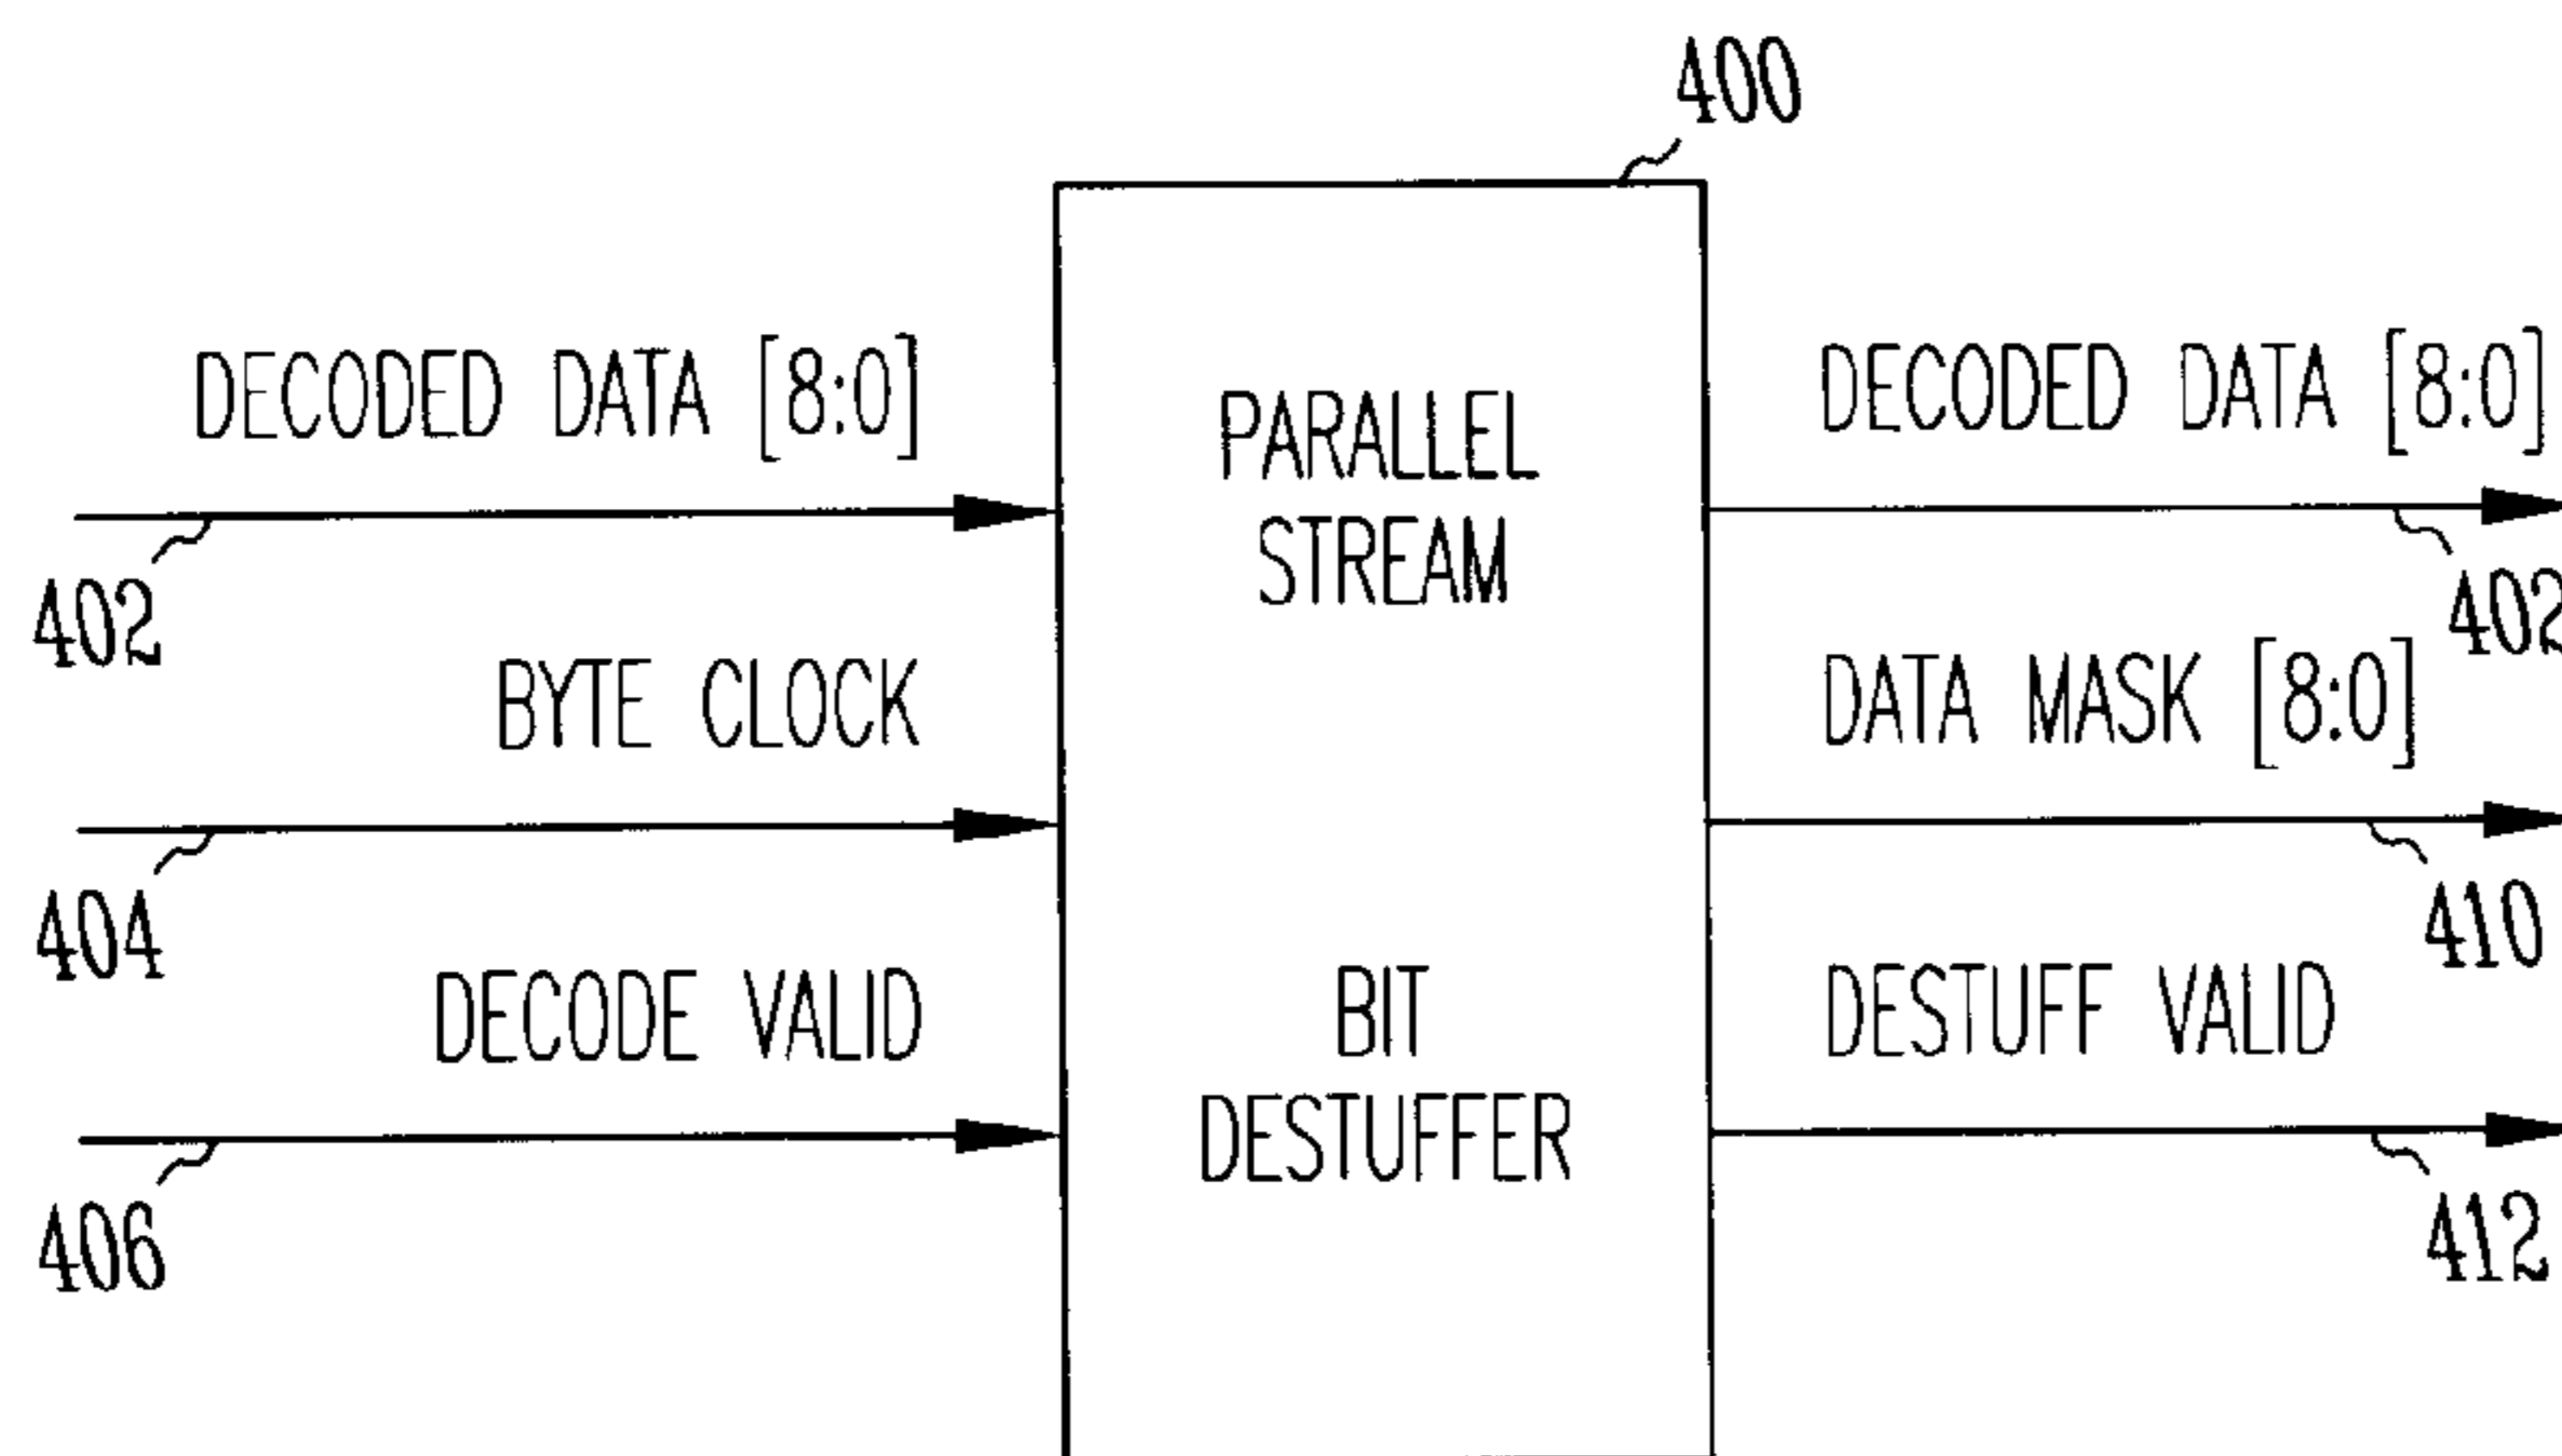 400
DECODED DATA [8:0]
402
BYTE CLOCK
404
DECODE VALID
406
PARALLEL
STREAM
BIT
DESTUFFER
DECODED DATA [8:0]
402
DATA MASK [8:0]
410
DESTUFF VALID
412